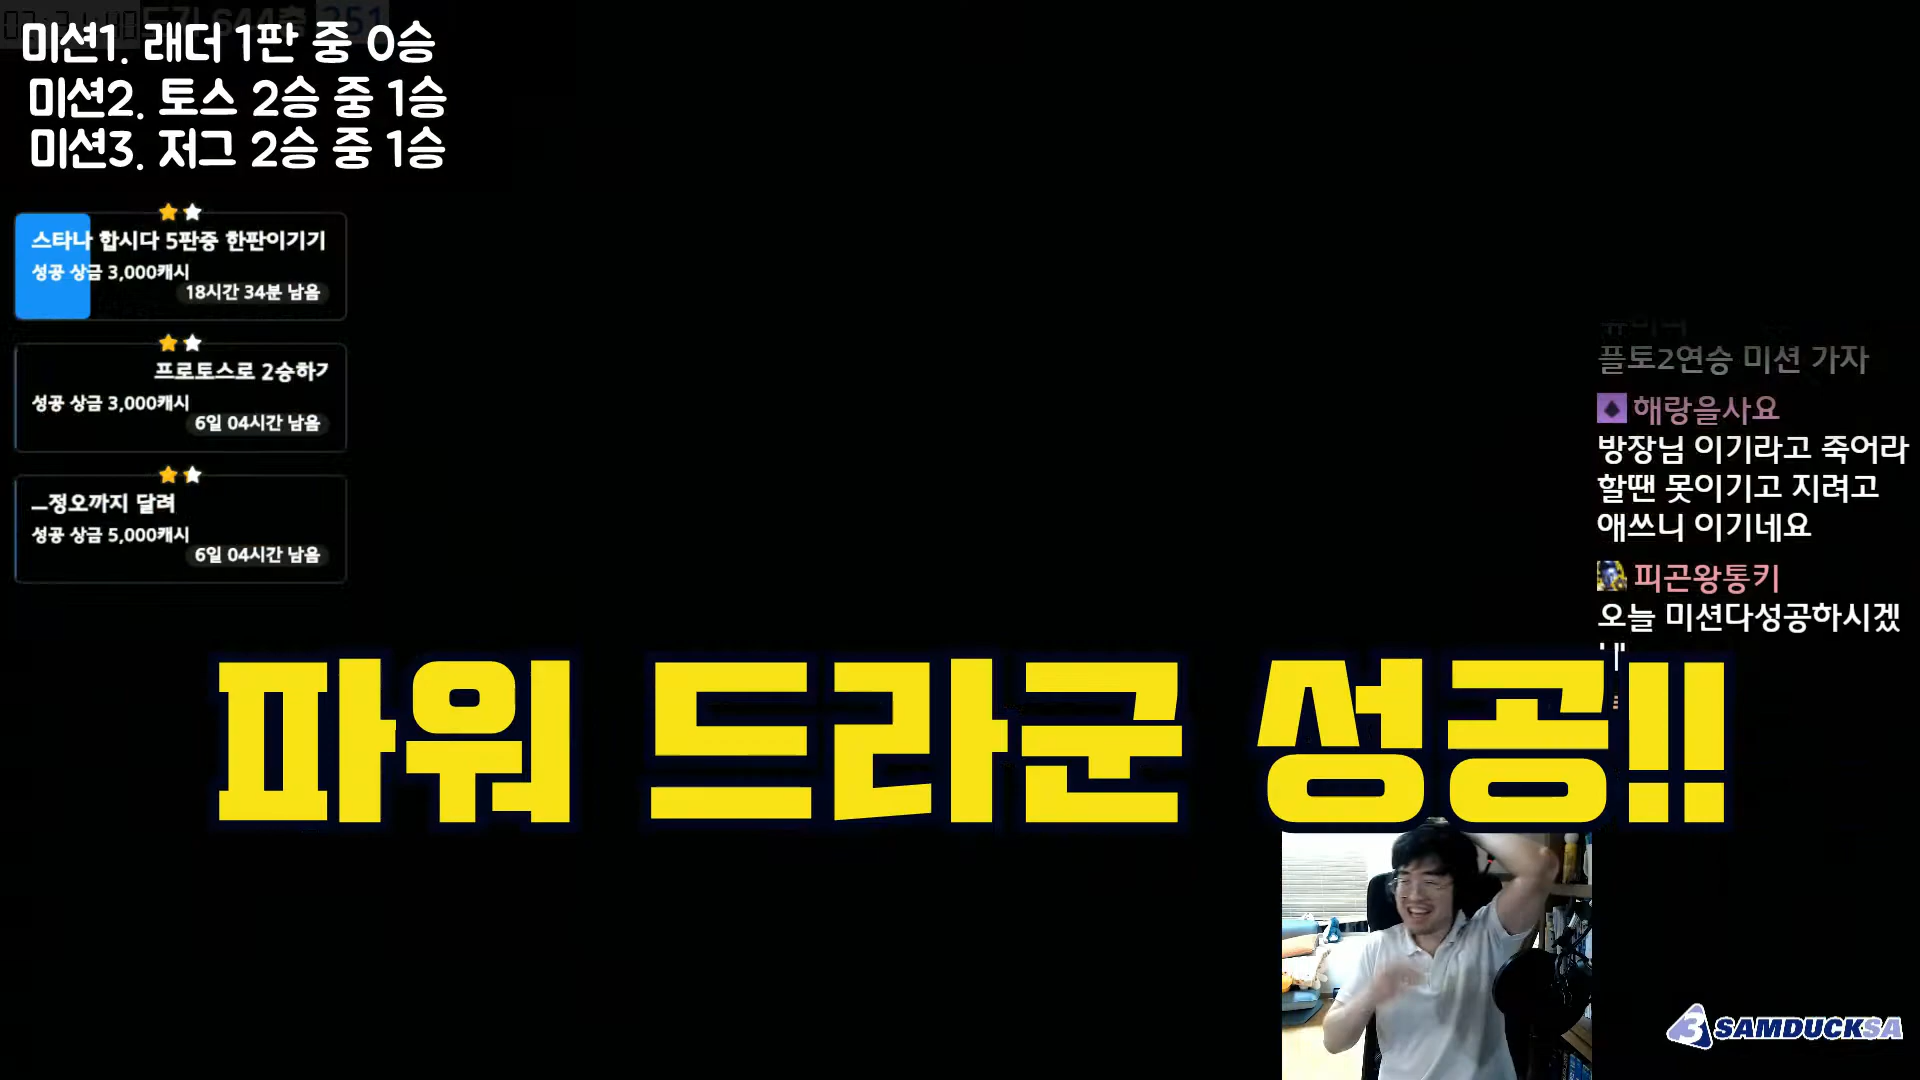 미션1. 래더 1판 중 0승
미션2. 토스 2승 중 1승
미션3. 저그 2승 중 1승
스타나 합시다 5판중 한판이기기
성공 상금 3,000캐시
18시간 34분 남음
프로토스로 2승하기
성공 상금 3,000캐시
6일 04시간 남음
정오까지 달려
성공 상금 5,000캐시
6일 04시간 남음
플토2연승 미션 가자
해랑을사요
방장님 이기라고 죽어라
할땐 못이기고 지려고
애쓰니 이기네요
피곤왕통키
오늘 미션다성공하시겠
파워 드라군 성공!!
SAMDUCKSA